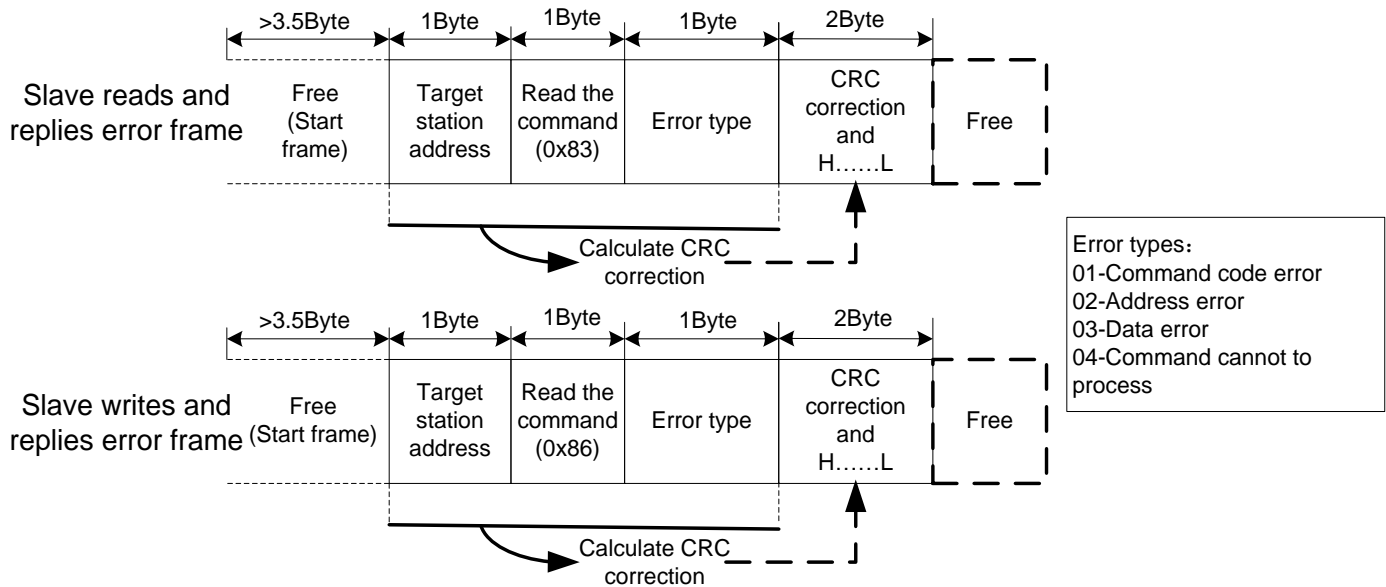 >3.5Byte 1Byte 1Byte 1Byte 2Byte
Slave reads and
replies error frame
Free
(Start
frame)
Target
station
address
Read the
command
(0x83)
Error type
CRC
correction
and
H......L
Free
Calculate CRC
correction
Error types：
01-Command code error
02-Address error
03-Data error
04-Command cannot to
process
>3.5Byte 1Byte 1Byte 1Byte 2Byte
Slave writes and
replies error frame
Free
(Start frame)
Target
station
address
Read the
command
(0x86)
Error type
CRC
correction
and
H......L
Free
Calculate CRC
correction